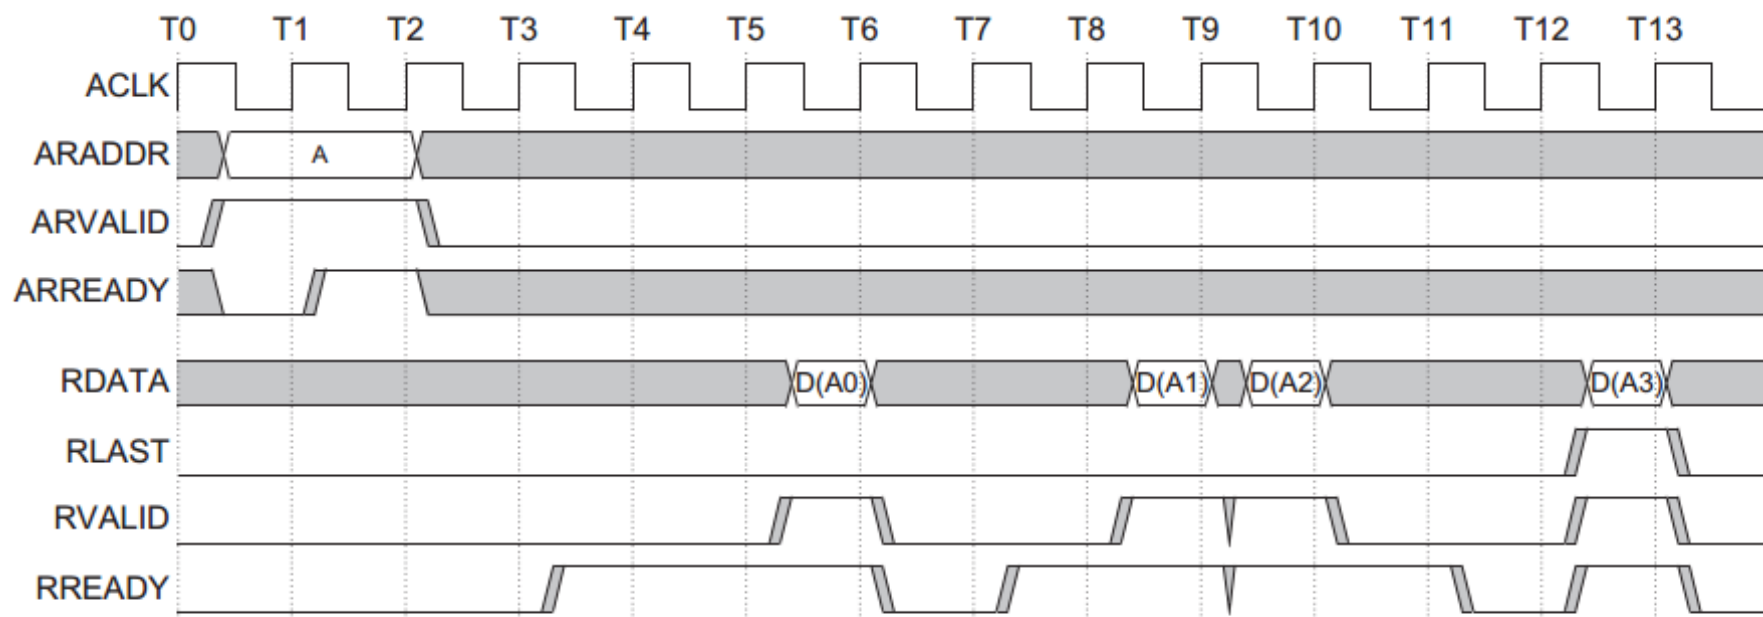 T0 T1 T2 T3 T4 T5 T6 T7 T8 T9 T10 T11 T12 T13
ACLK
ARADDR A
ARVALID
ARREADY
RDATA D(A0) D(A1) D(A2) D(A3)
RLAST
RVALID
RREADY